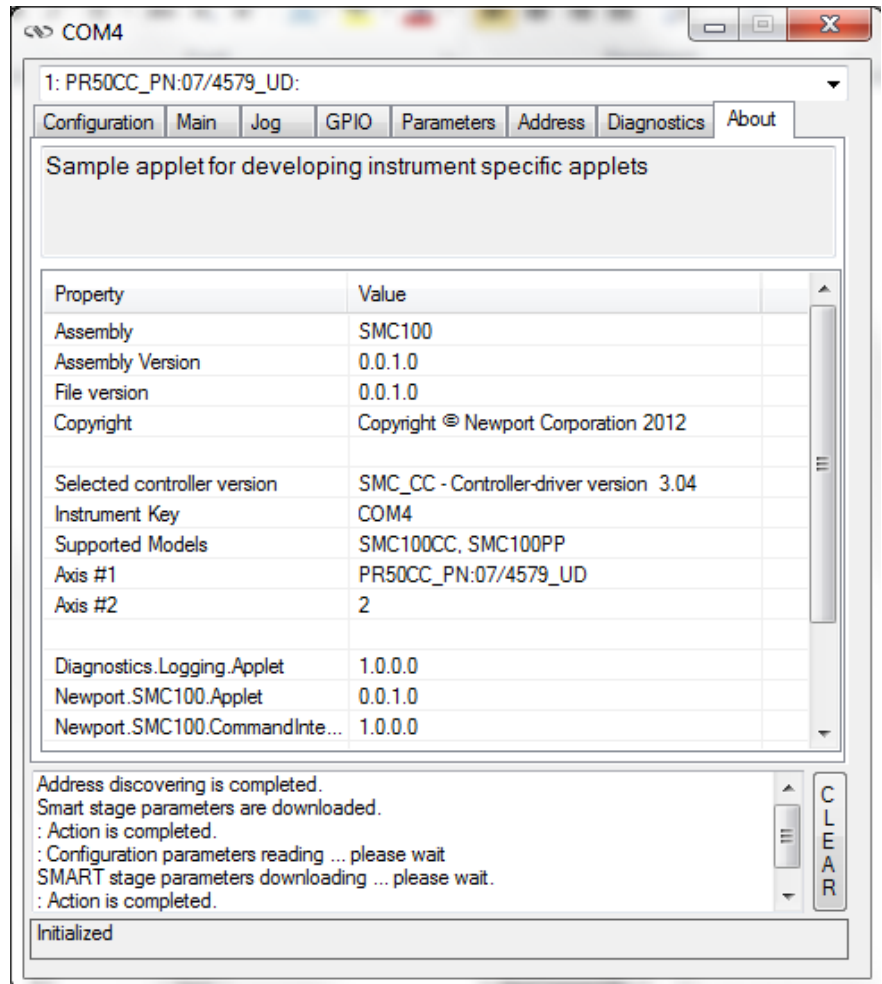 COM4
1: PR50CC_PN:07/4579_UD:
Configuration Main Jog GPIO Parameters Address Diagnostics About
Sample applet for developing instrument specific applets
Property Value
Assembly SMC100
Assembly Version 0.0.1.0
File version 0.0.1.0
Copyright Copyright © Newport Corporation 2012
Selected controller version SMC_CC - Controller-driver version 3.04
Instrument Key COM4
Supported Models SMC100CC, SMC100PP
Axis #1 PR50CC_PN:07/4579_UD
Axis #2 2
Diagnostics.Logging.Applet 1.0.0.0
Newport.SMC100.Applet 0.0.1.0
Newport.SMC100.CommandInte... 1.0.0.0
Address discovering is completed.
Smart stage parameters are downloaded.
: Action is completed.
: Configuration parameters reading ... please wait
SMART stage parameters downloading ... please wait.
: Action is completed.
CLEAR
Initialized